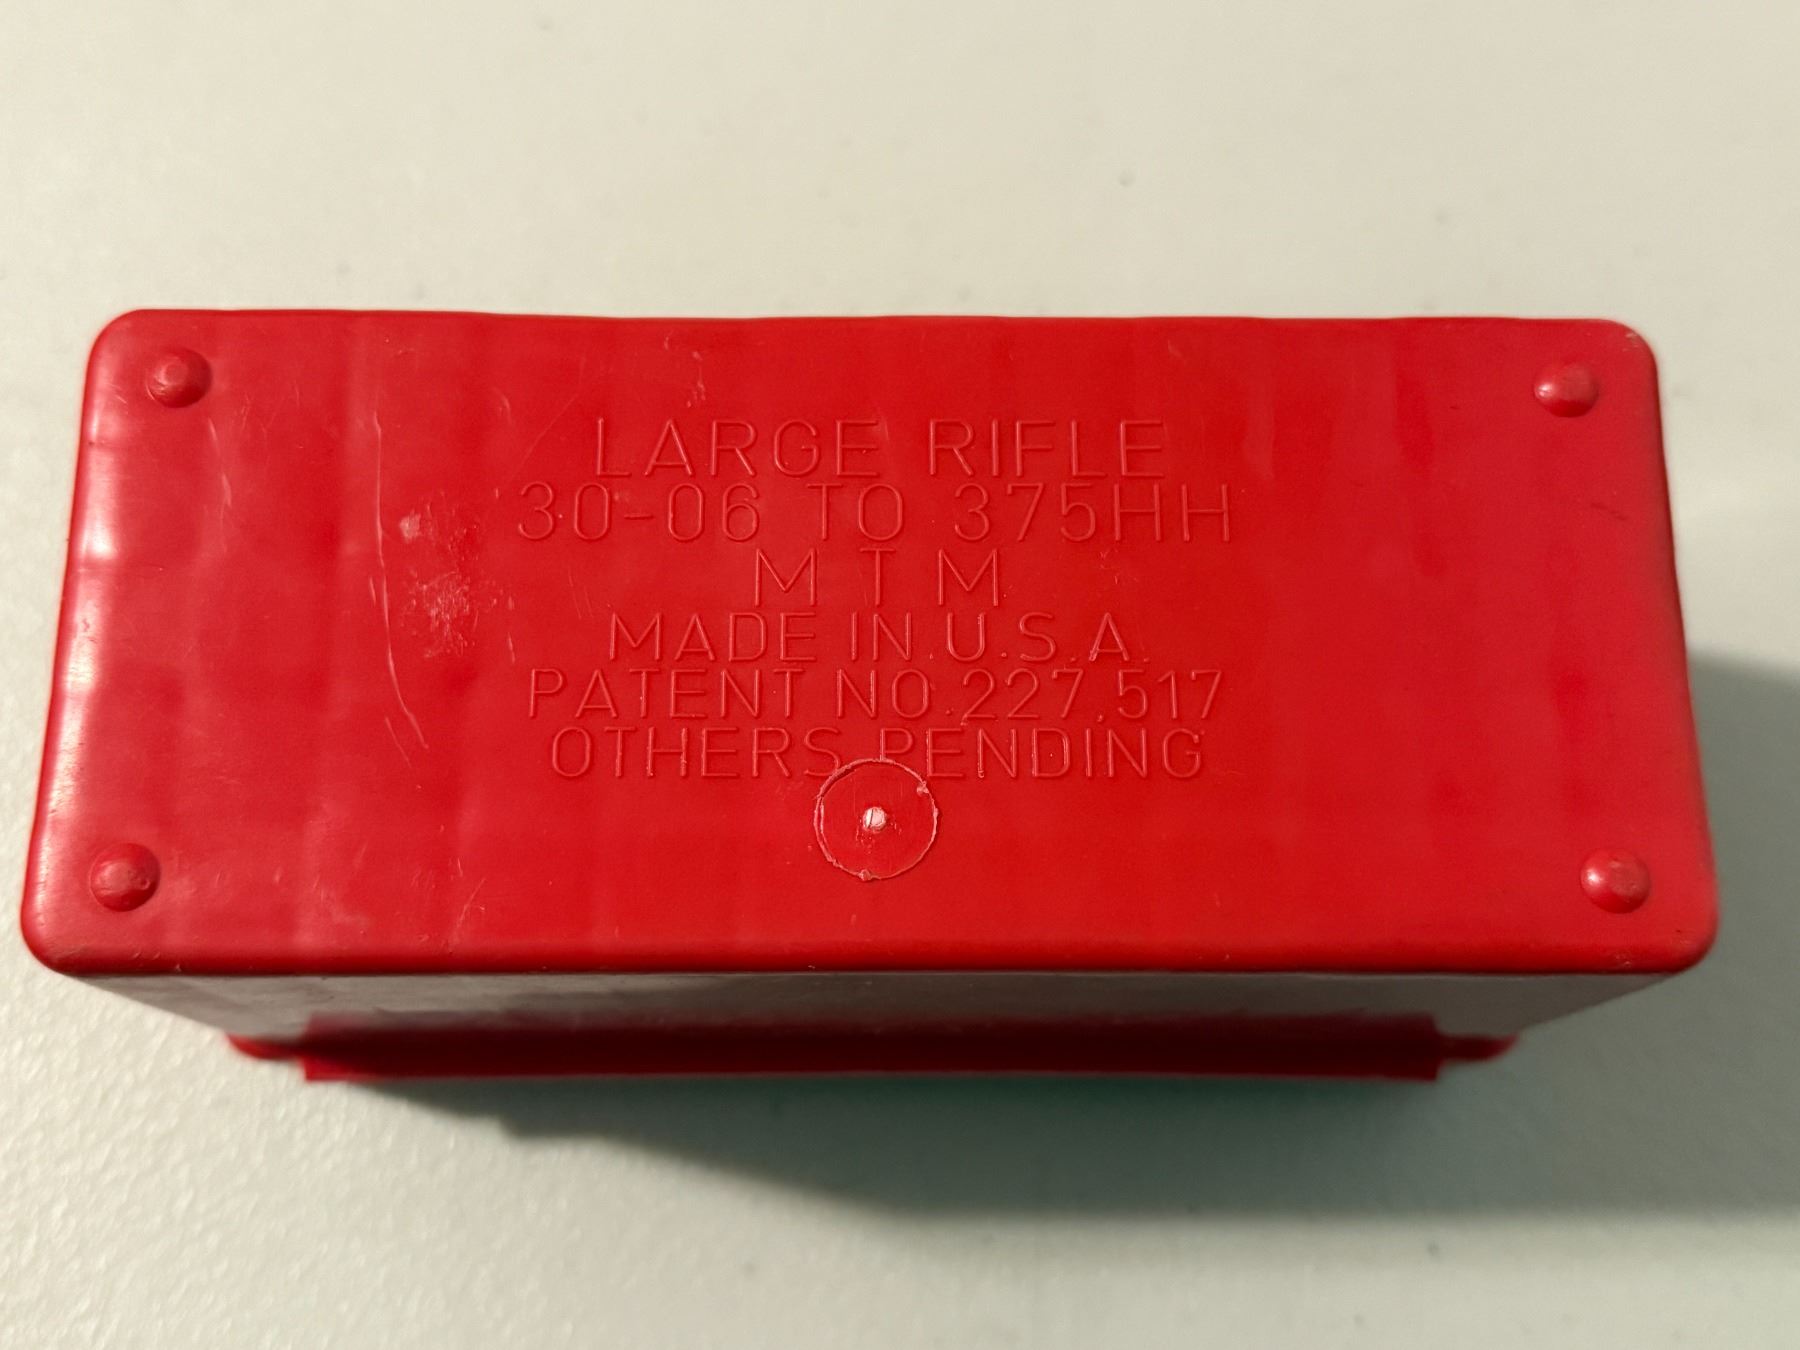 LARGE RIFLE
30-06 TO 375HH
M T M
MADE IN U.S.A.
PATENT NO.227,517
OTHERS PENDING